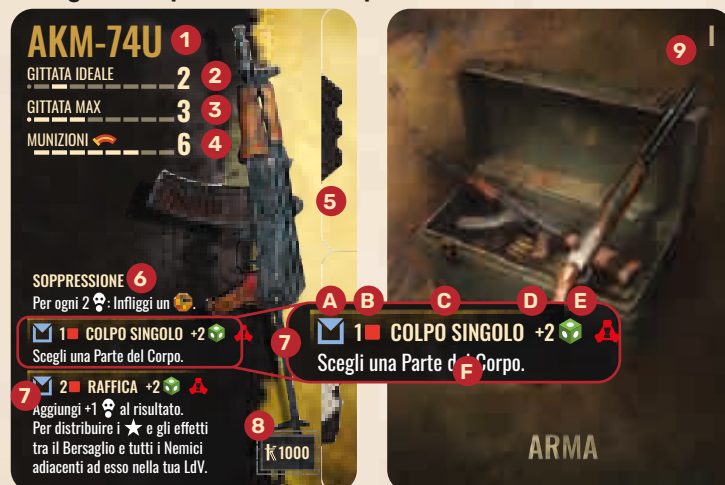 AKM-74U 1
GITTATA IDEALE 2 2
GITTATA MAX 3 3
MUNIZIONI 6 4
5
SOPPRESSIONE 6
Per ogni 2 : Infliggi un .
1 COLPO SINGOLO +2
Scegli una Parte del Corpo.
7
2 RAFFICA +2
Aggiungi +1 al risultato.
Per distribuire i ★ e gli effetti
tra il Bersaglio e tutti i Nemici
adiacenti ad esso nella tua LdV.
8
1000
I
9
A B C D E
7
1 COLPO SINGOLO +2
Scegli una Parte del Corpo.
F
ARMA